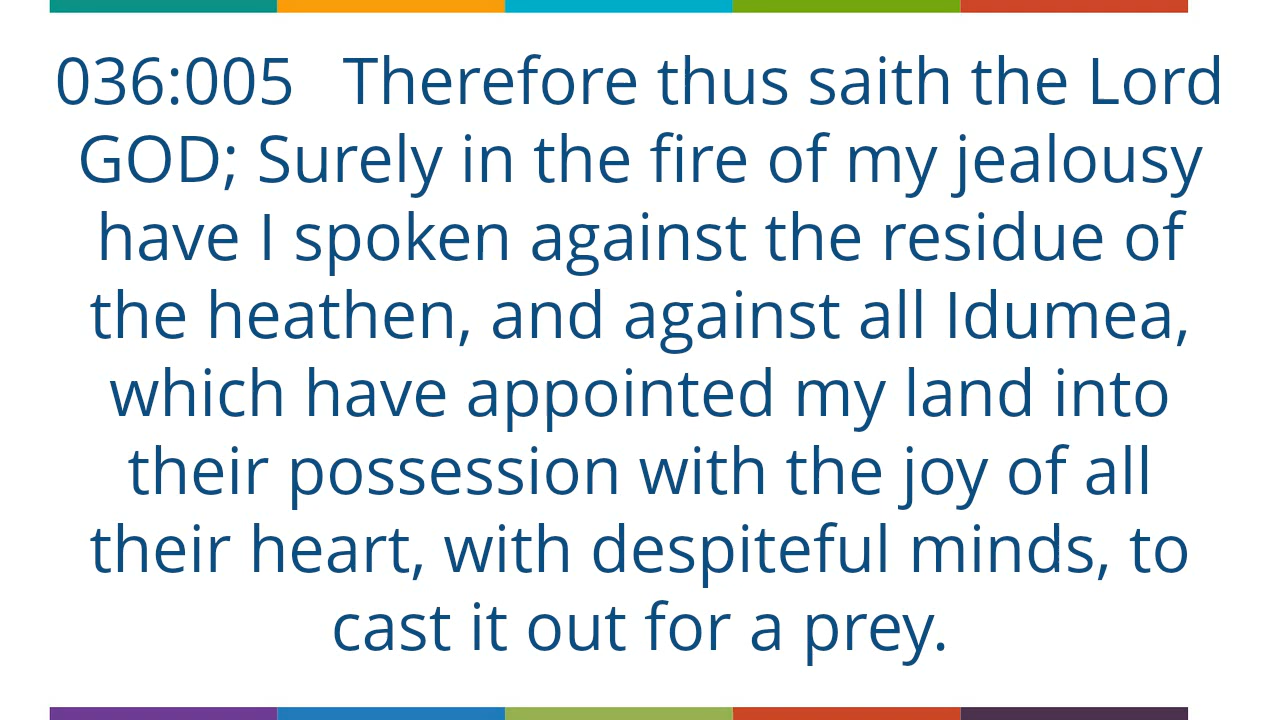 036:005 Therefore thus saith the Lord
GOD; Surely in the fire of my jealousy
have I spoken against the residue of
the heathen, and against all Idumea,
which have appointed my land into
their possession with the joy of all
their heart, with despiteful minds, to
cast it out for a prey.